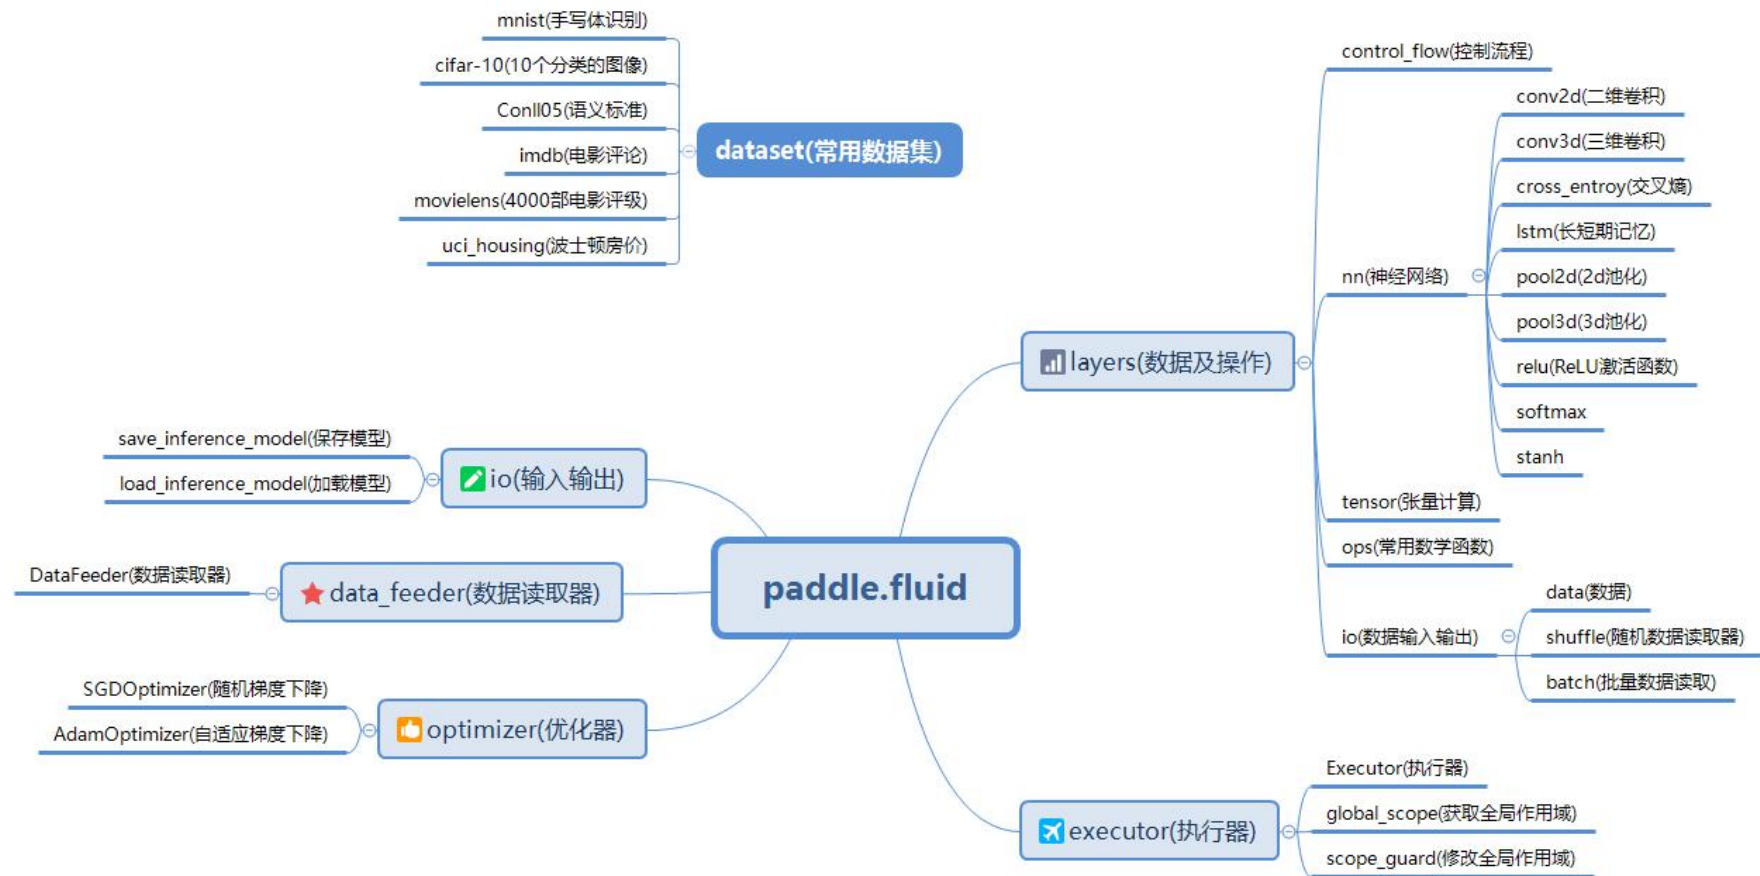 mnist(手写体识别)
cifar-10(10个分类的图像)
Conll05(语义标准)
imdb(电影评论)
movielens(4000部电影评级)
uci_housing(波士顿房价)
dataset(常用数据集)
save_inference_model(保存模型)
load_inference_model(加载模型)
io(输入输出)
DataFeeder(数据读取器)
data_feeder(数据读取器)
SGDOptimizer(随机梯度下降)
AdamOptimizer(自适应梯度下降)
optimizer(优化器)
paddle.fluid
layers(数据及操作)
control_flow(控制流程)
nn(神经网络)
conv2d(二维卷积)
conv3d(三维卷积)
cross_entroy(交叉熵)
lstm(长短期记忆)
pool2d(2d池化)
pool3d(3d池化)
relu(ReLU激活函数)
softmax
stanh
tensor(张量计算)
ops(常用数学函数)
io(数据输入输出)
data(数据)
shuffle(随机数据读取器)
batch(批量数据读取)
executor(执行器)
Executor(执行器)
global_scope(获取全局作用域)
scope_guard(修改全局作用域)